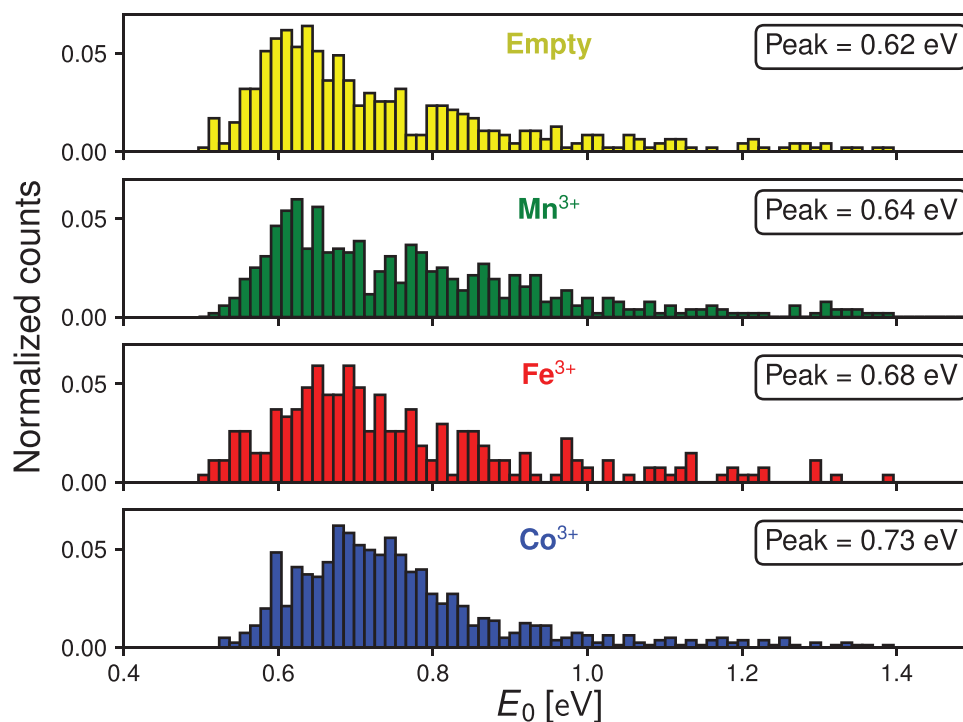 Normalized counts
Empty
Peak = 0.62 eV
0.05
0.00
Mn³⁺
Peak = 0.64 eV
0.05
0.00
Fe³⁺
Peak = 0.68 eV
0.05
0.00
Co³⁺
Peak = 0.73 eV
0.05
0.00
0.4 0.6 0.8 1.0 1.2 1.4
E₀ [eV]